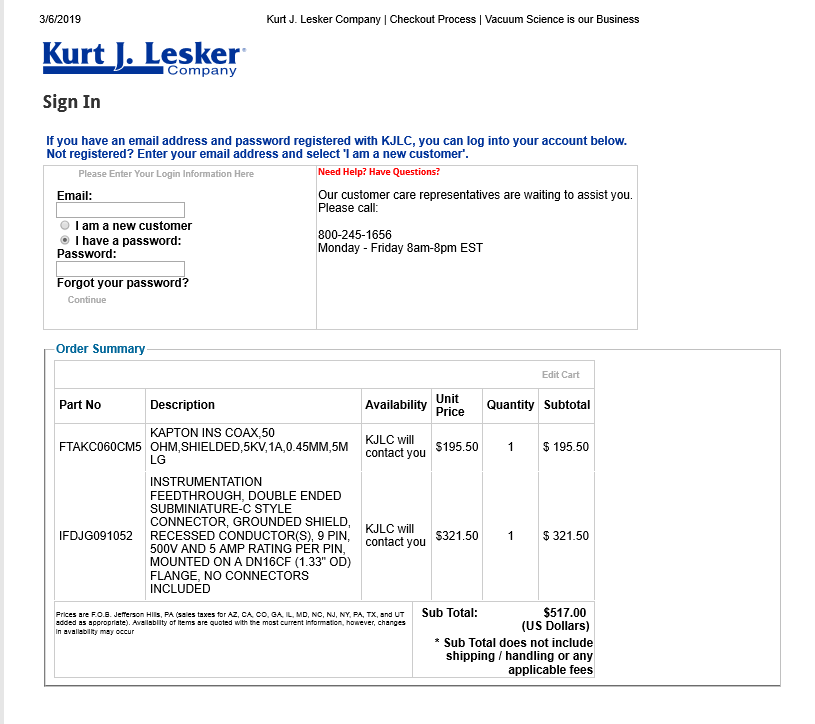 3/6/2019
Kurt J. Lesker Company | Checkout Process | Vacuum Science is our Business
Kurt J. Lesker
Company
Sign In
If you have an email address and password registered with KJLC, you can log into your account below.
Not registered? Enter your email address and select 'I am a new customer'.
Please Enter Your Login Information Here
Email:
I am a new customer
I have a password:
Password:
Forgot your password?
Continue
Need Help? Have Questions?
Our customer care representatives are waiting to assist you.
Please call:
800-245-1656
Monday - Friday 8am-8pm EST
Order Summary
Edit Cart
Part No Description Availability Unit Price Quantity Subtotal
FTAKC060CM5
KAPTON INS COAX,50
OHM,SHIELDED,5KV,1A,0.45MM,5M
LG
KJLC will
contact you
$195.50 1 $ 195.50
IFDJG091052
INSTRUMENTATION
FEEDTHROUGH, DOUBLE ENDED
SUBMINIATURE-C STYLE
CONNECTOR, GROUNDED SHIELD,
RECESSED CONDUCTOR(S), 9 PIN,
500V AND 5 AMP RATING PER PIN,
MOUNTED ON A DN16CF (1.33" OD)
FLANGE, NO CONNECTORS
INCLUDED
KJLC will
contact you
$321.50 1 $ 321.50
Prices are F.O.B. Jefferson Hills, PA (sales taxes for AZ, CA, CO, GA, IL, MD, NC, NJ, NY, PA, TX, and UT
added as appropriate). Availability of items are quoted with the most current information, however, changes
in availability may occur
Sub Total: $517.00
(US Dollars)
* Sub Total does not include
shipping / handling or any
applicable fees